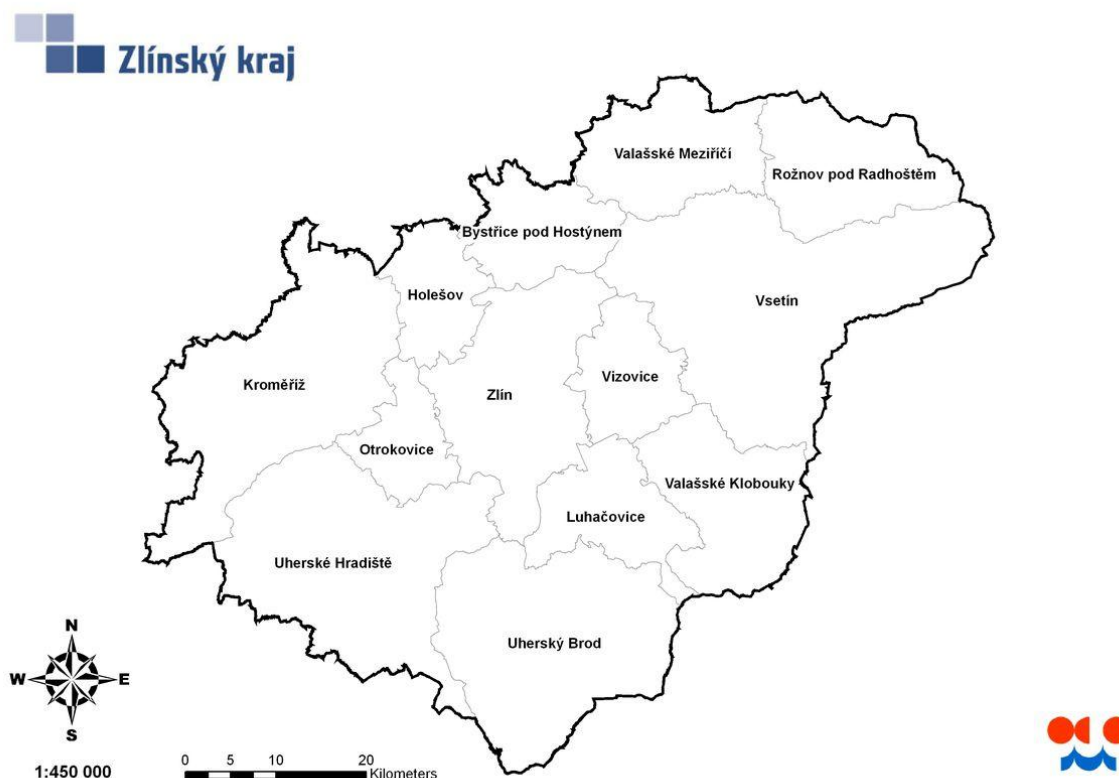 Zlínský kraj
Valašské Meziříčí
Rožnov pod Radhoštěm
Bystřice pod Hostýnem
Holešov
Vsetín
Kroměříž
Vizovice
Zlín
Otrokovice
Valašské Klobouky
Luhačovice
Uherské Hradiště
Uherský Brod
N
W E
S
1:450 000
0 5 10 20
Kilometers